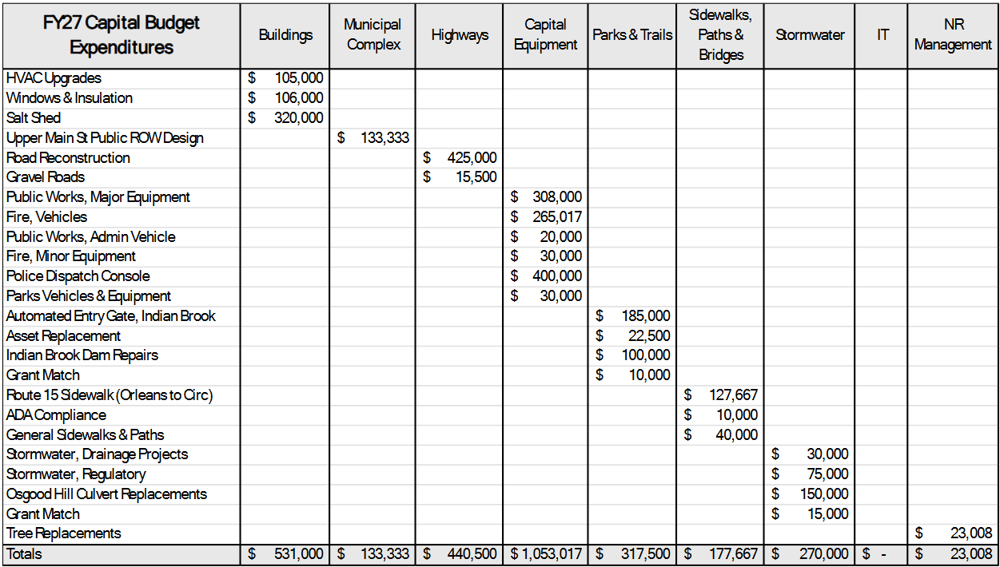 FY27 Capital Budget Expenditures Buildings Municipal Complex Highways Capital Equipment Parks & Trails Sidewalks, Paths & Bridges Stormwater IT NR Management
HVAC Upgrades $ 105,000
Windows & Insulation $ 106,000
Salt Shed $ 320,000
Upper Main St Public ROW Design $ 133,333
Road Reconstruction $ 425,000
Gravel Roads $ 15,500
Public Works, Major Equipment $ 308,000
Fire, Vehicles $ 265,017
Public Works, Admin Vehicle $ 20,000
Fire, Minor Equipment $ 30,000
Police Dispatch Console $ 400,000
Parks Vehicles & Equipment $ 30,000
Automated Entry Gate, Indian Brook $ 185,000
Asset Replacement $ 22,500
Indian Brook Dam Repairs $ 100,000
Grant Match $ 10,000
Route 15 Sidewalk (Orleans to Circ) $ 127,667
ADA Compliance $ 10,000
General Sidewalks & Paths $ 40,000
Stormwater, Drainage Projects $ 30,000
Stormwater, Regulatory $ 75,000
Osgood Hill Culvert Replacements $ 150,000
Grant Match $ 15,000
Tree Replacements $ 23,008
Totals $ 531,000 $ 133,333 $ 440,500 $ 1,053,017 $ 317,500 $ 177,667 $ 270,000 $ - $ 23,008